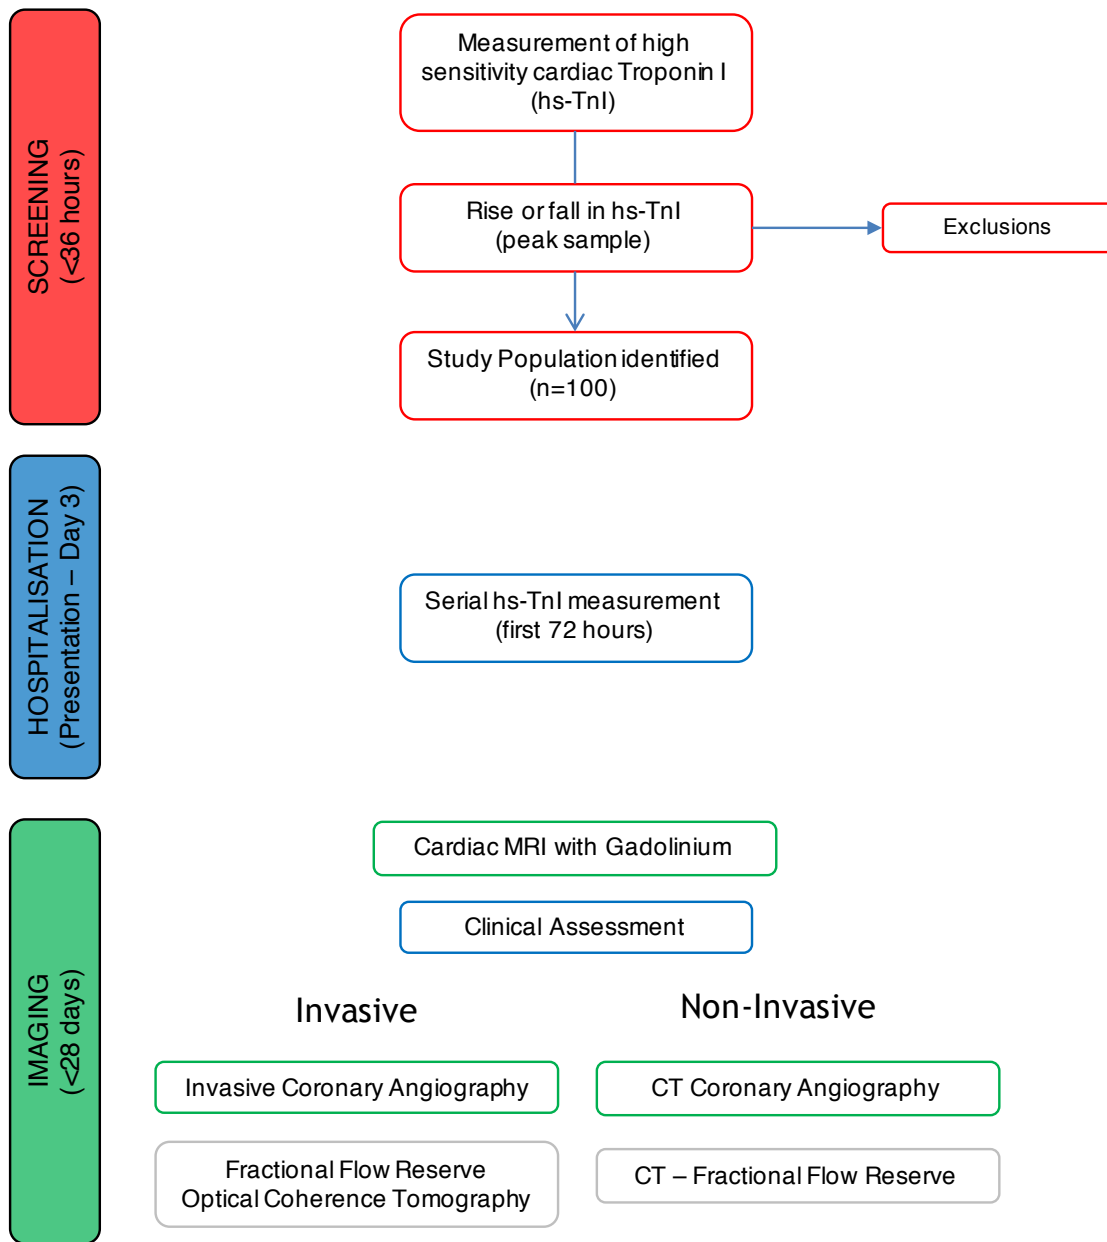 SCREENING
(<36 hours)
Measurement of high
sensitivity cardiac Troponin I
(hs-TnI)
Rise or fall in hs-TnI
(peak sample)
Exclusions
Study Population identified
(n=100)
HOSPITALISATION
(Presentation – Day 3)
Serial hs-TnI measurement
(first 72 hours)
IMAGING
(<28 days)
Cardiac MRI with Gadolinium
Clinical Assessment
Invasive
Non-Invasive
Invasive Coronary Angiography
CT Coronary Angiography
Fractional Flow Reserve
Optical Coherence Tomography
CT – Fractional Flow Reserve